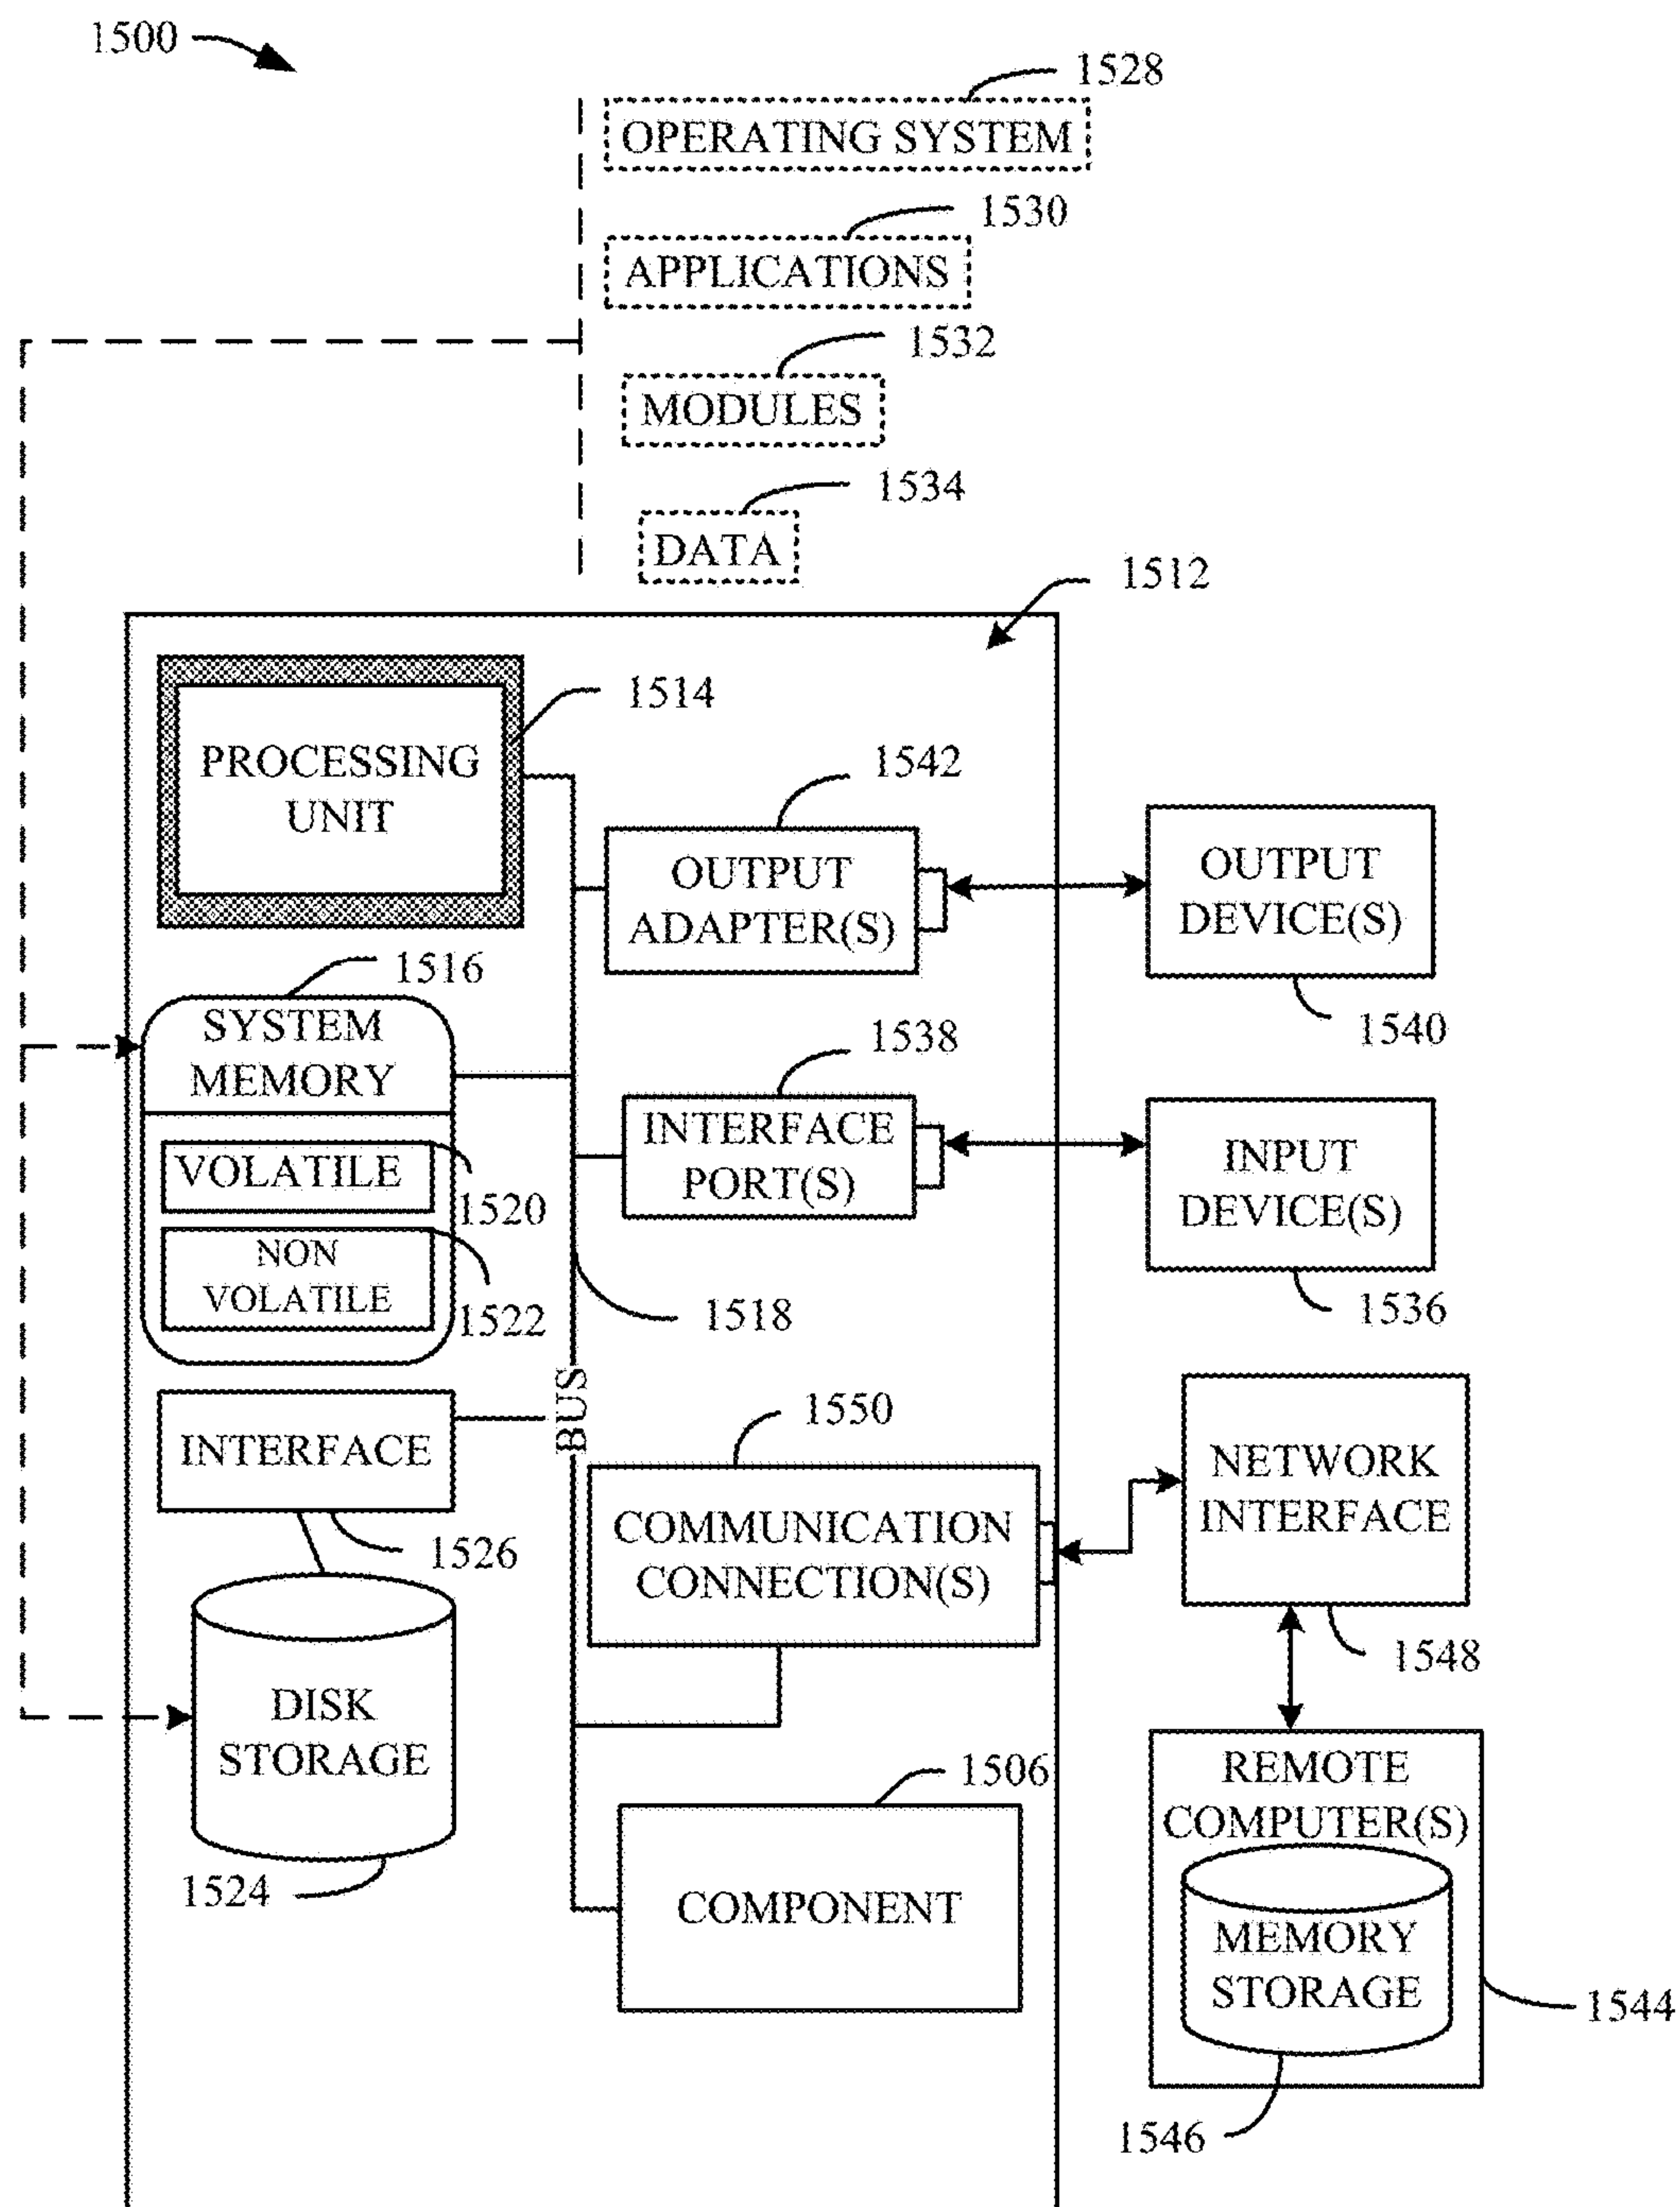 1500
1528
OPERATING SYSTEM
1530
APPLICATIONS
1532
MODULES
1534
DATA
1512
PROCESSING
UNIT
1514
1542
OUTPUT
ADAPTER(S)
OUTPUT
DEVICE(S)
1540
1516
SYSTEM
MEMORY
VOLATILE
1520
NON
VOLATILE
1522
1538
INTERFACE
PORT(S)
INPUT
DEVICE(S)
1536
1518
BUS
INTERFACE
1526
1550
COMMUNICATION
CONNECTION(S)
NETWORK
INTERFACE
1548
DISK
STORAGE
1524
1506
COMPONENT
REMOTE
COMPUTER(S)
MEMORY
STORAGE
1544
1546